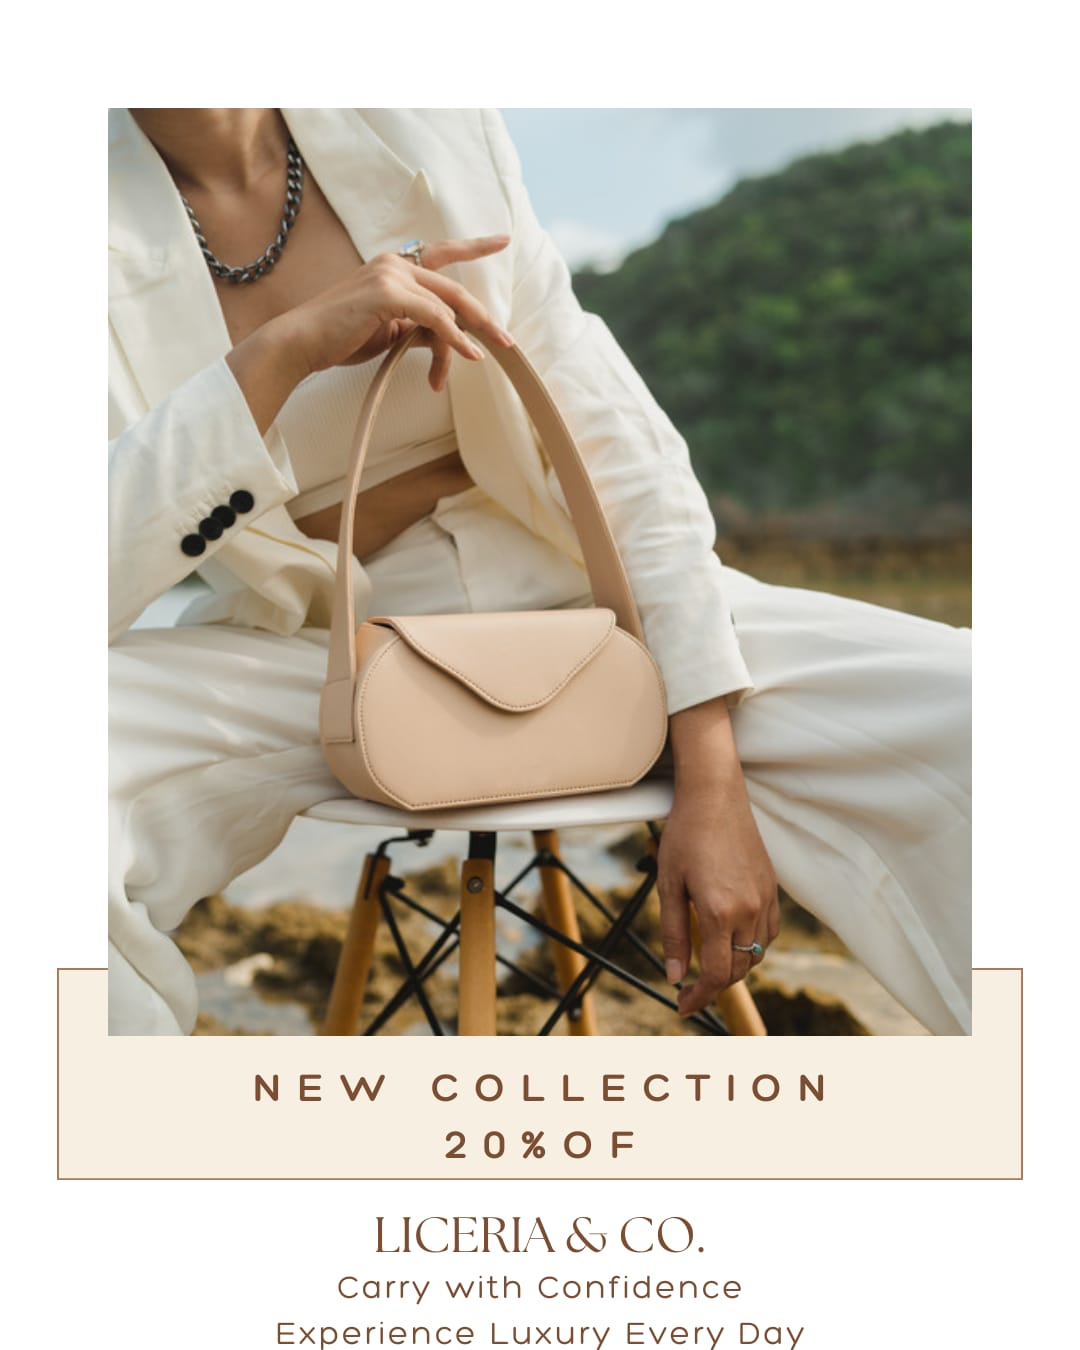 NEW COLLECTION
20%OF
LICERIA & CO.
Carry with Confidence
Experience Luxury Every Day